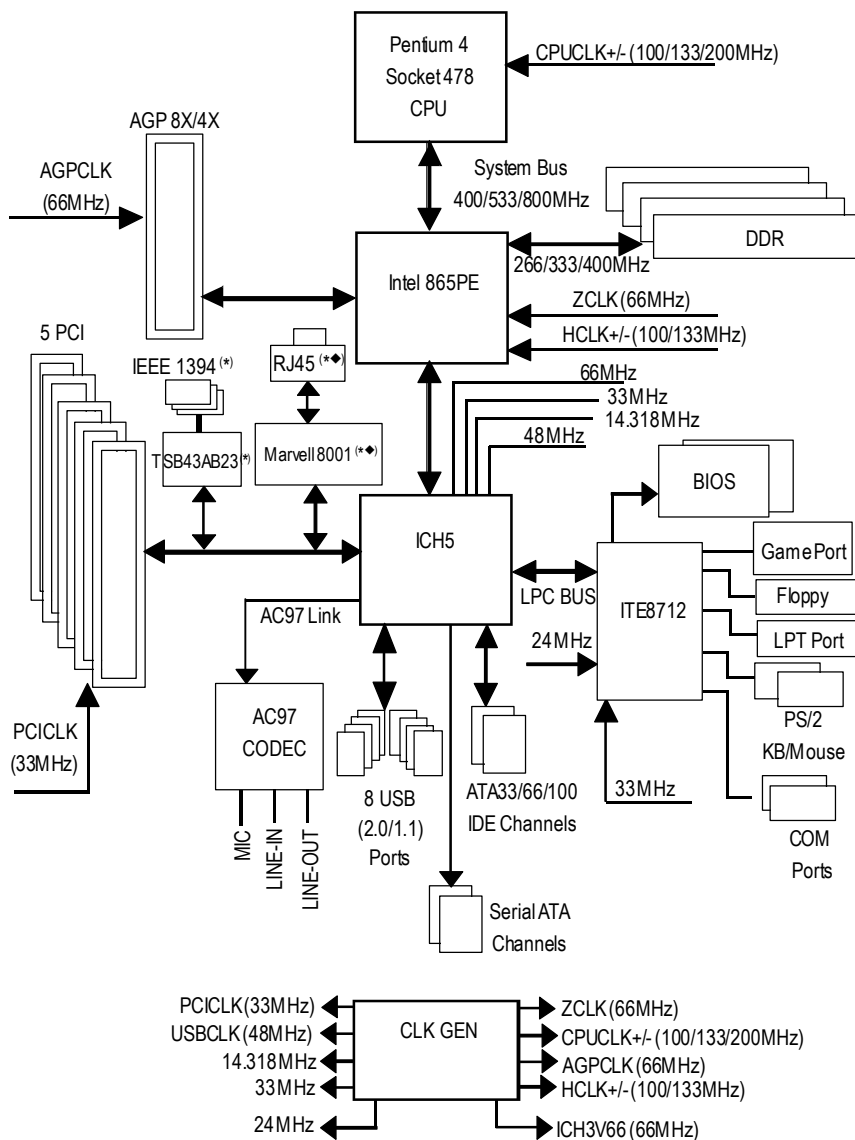 Pentium 4
Socket 478
CPU
CPUCLK+/- (100/133/200MHz)
AGP 8X/4X
AGPCLK
(66MHz)
System Bus
400/533/800MHz
DDR
266/333/400MHz
Intel 865PE
ZCLK (66MHz)
HCLK+/- (100/133MHz)
5 PCI
IEEE 1394 (*)
RJ45 (*◆)
66MHz
33MHz
14.318MHz
48MHz
TSB43AB23(*)
Marvell 8001 (*◆)
BIOS
ICH5
Game Port
LPC BUS
ITE8712
Floppy
AC97 Link
LPT Port
24MHz
PS/2
KB/Mouse
PCICLK
(33MHz)
AC97
CODEC
8 USB
(2.0/1.1)
Ports
ATA33/66/100
IDE Channels
33MHz
COM
Ports
MIC
LINE-IN
LINE-OUT
Serial ATA
Channels
CLK GEN
PCICLK (33MHz)
USBCLK (48MHz)
14.318MHz
33MHz
24MHz
ZCLK (66MHz)
CPUCLK+/- (100/133/200MHz)
AGPCLK (66MHz)
HCLK+/- (100/133MHz)
ICH3V66 (66MHz)